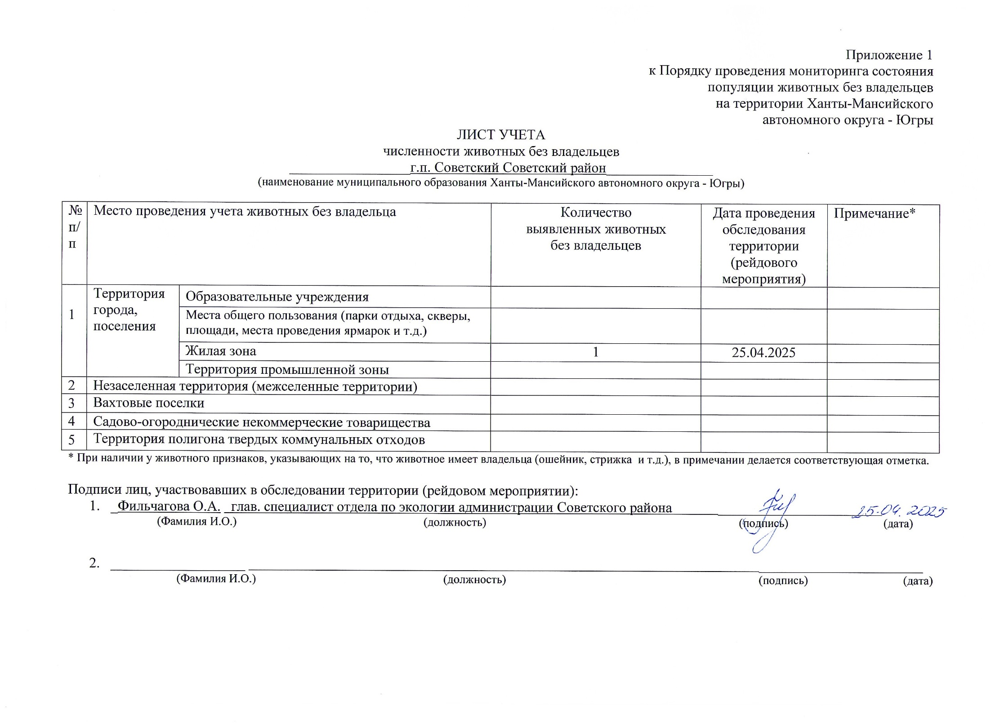 Приложение 1
к Порядку проведения мониторинга состояния
популяции животных без владельцев
на территории Ханты-Мансийского
автономного округа - Югры
ЛИСТ УЧЕТА
численности животных без владельцев
г.п. Советский Советский район
(наименование муниципального образования Ханты-Мансийского автономного округа - Югры)
№ п/п Место проведения учета животных без владельца Количество выявленных животных без владельцев Дата проведения обследования территории (рейдового мероприятия) Примечание*
1 Территория города, поселения Образовательные учреждения
Места общего пользования (парки отдыха, скверы,
площади, места проведения ярмарок и т.д.)
Жилая зона 1 25.04.2025
Территория промышленной зоны
2 Незаселенная территория (межселенные территории)
3 Вахтовые поселки
4 Садово-огороднические некоммерческие товарищества
5 Территория полигона твердых коммунальных отходов
* При наличии у животного признаков, указывающих на то, что животное имеет владельца (ошейник, стрижка и т.д.), в примечании делается соответствующая отметка.
Подписи лиц, участвовавших в обследовании территории (рейдовом мероприятии):
1. Фильчагова О.А. глав. специалист отдела по экологии администрации Советского района 25.04.2025
(Фамилия И.О.) (должность) (подпись) (дата)
2.
(Фамилия И.О.) (должность) (подпись) (дата)